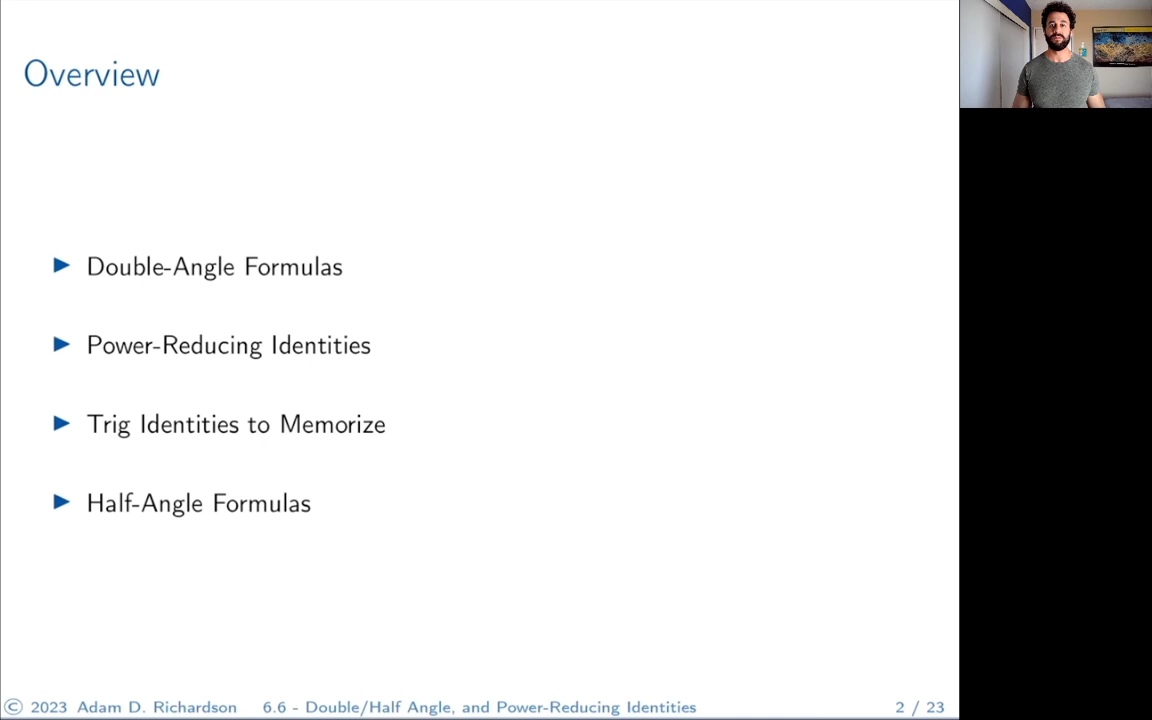 Overview
Double-Angle Formulas
Power-Reducing Identities
Trig Identities to Memorize
Half-Angle Formulas
© 2023 Adam D. Richardson 6.6 - Double/Half Angle, and Power-Reducing Identities 2 / 23